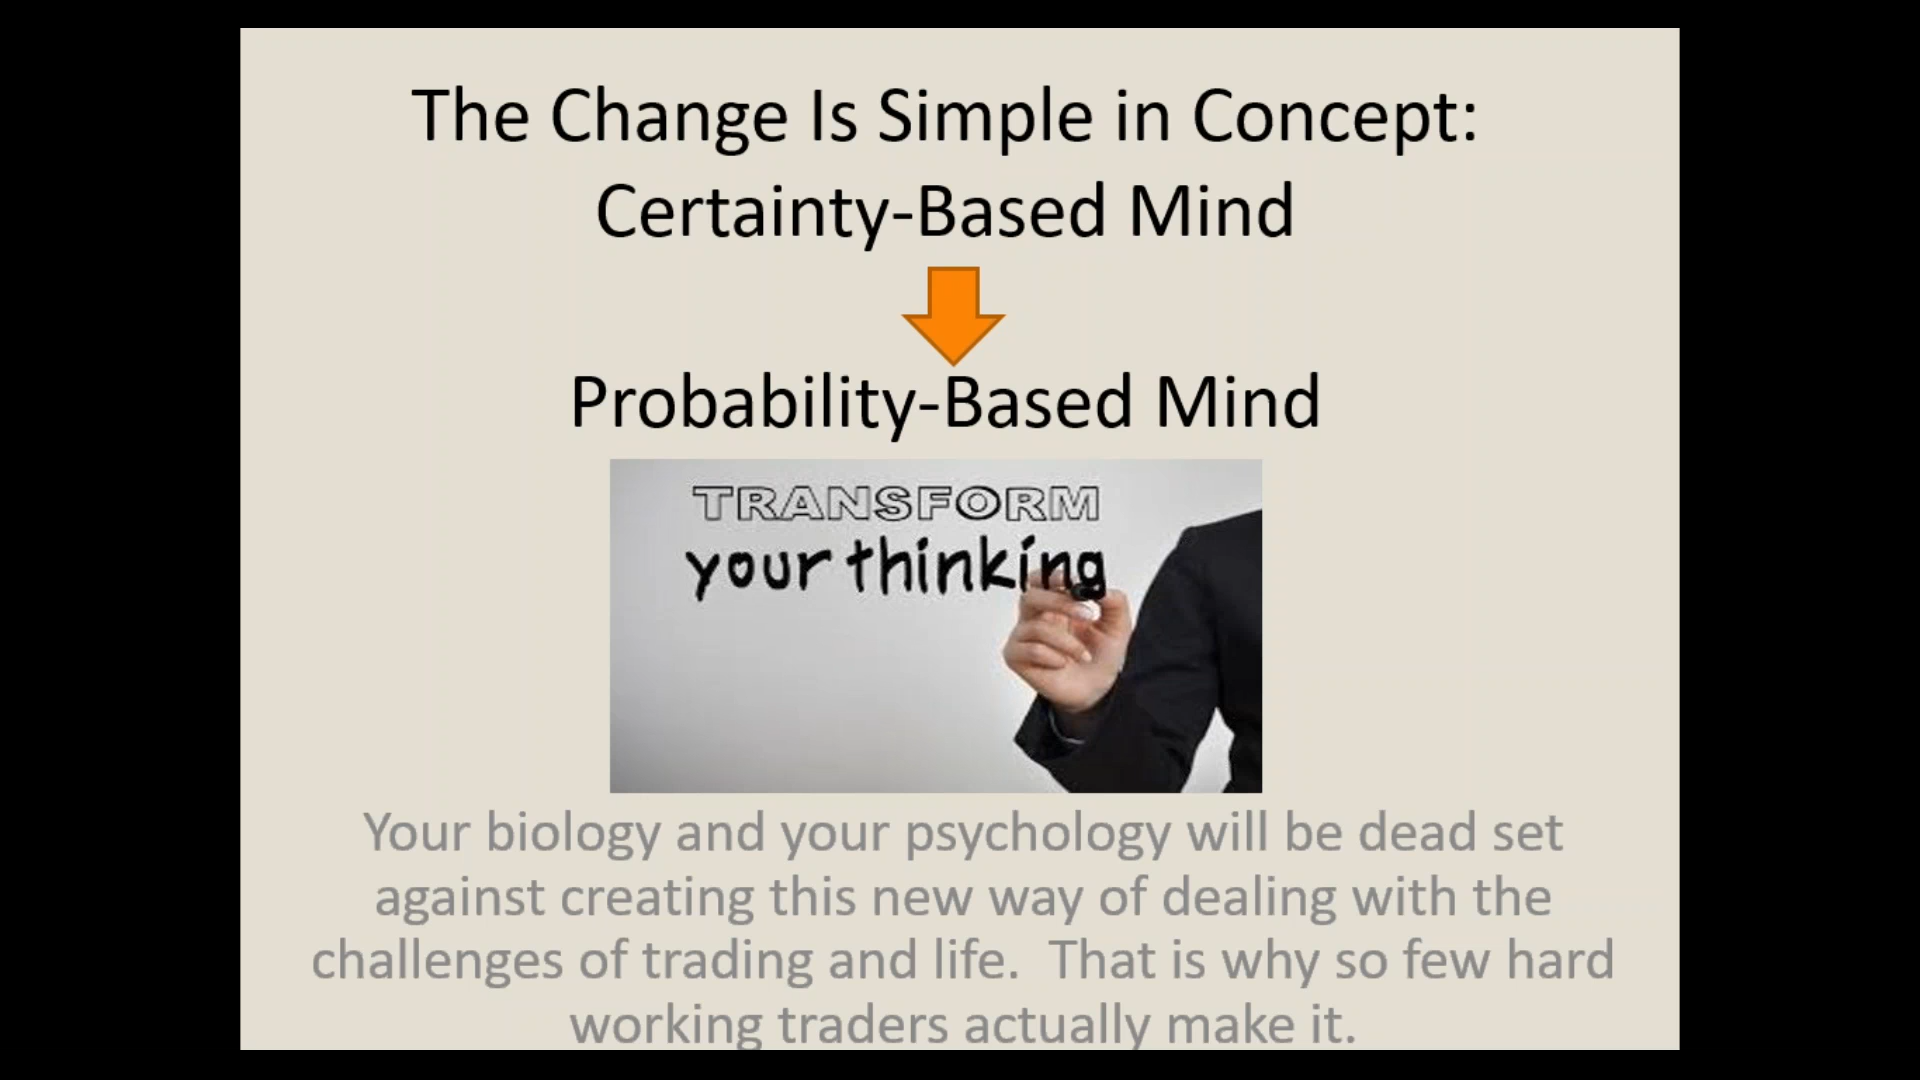 The Change Is Simple in Concept:
Certainty-Based Mind
Probability-Based Mind
TRANSFORM
your thinking
Your biology and your psychology will be dead set
against creating this new way of dealing with the
challenges of trading and life.  That is why so few hard
working traders actually make it.